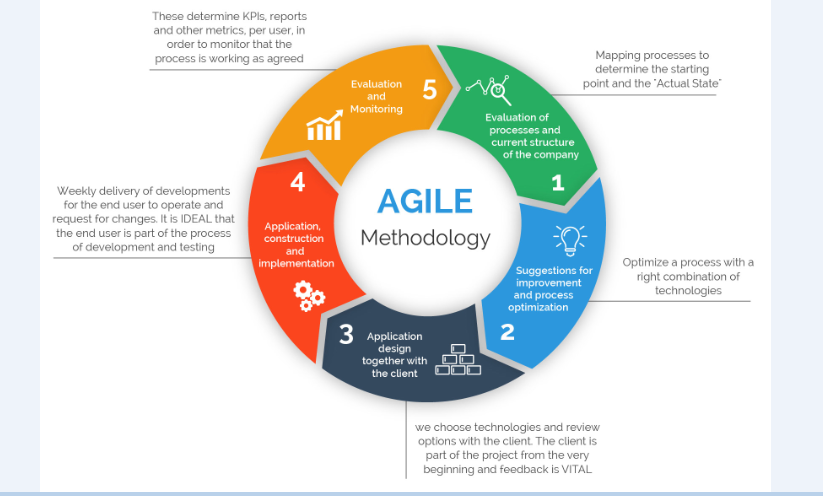 AGILE
Methodology
1
Evaluation of
processes and
current structure
of the company
Mapping processes to
determine the starting
point and the "Actual State"
2
Suggestions for
improvement
and process
optimization
Optimize a process with a
right combination of
technologies
3
Application
design
together with
the client
we choose technologies and review
options with the client. The client is
part of the project from the very
beginning and feedback is VITAL
4
Application,
construction
and
implementation
Weekly delivery of developments
for the end user to operate and
request for changes. It is IDEAL that
the end user is part of the process
of development and testing
5
Evaluation
and
Monitoring
These determine KPIs, reports
and other metrics, per user, in
order to monitor that the
process is working as agreed